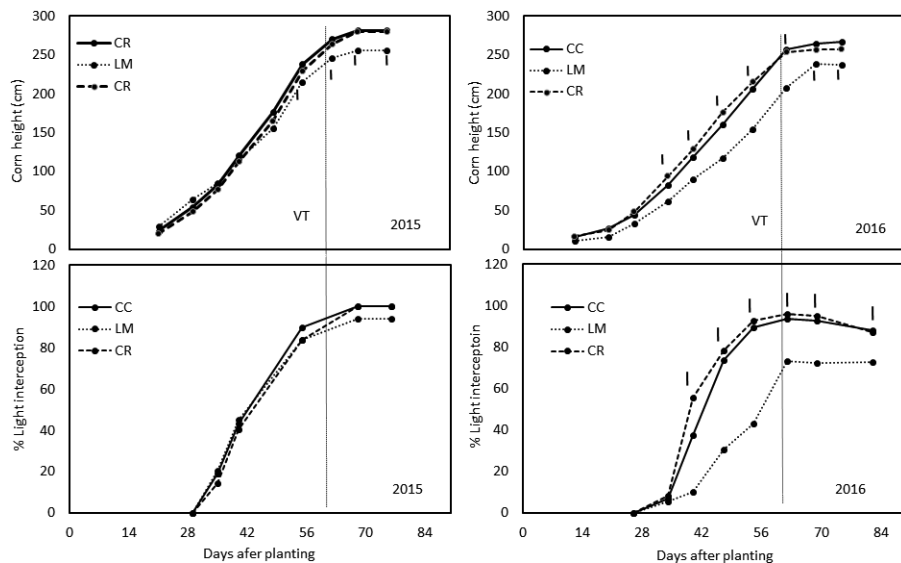 300
250
200
150
100
50
0
Corn height (cm)
CR
LM
CR
VT
2015
300
250
200
150
100
50
0
Corn height (cm)
CC
LM
CR
VT
2016
120
100
80
60
40
20
0
% Light interception
CC
LM
CR
2015
0 14 28 42 56 70 84
Days afer planting
120
100
80
60
40
20
0
% Light interceptoin
CC
LM
CR
2016
0 14 28 42 56 70 84
Days after planting